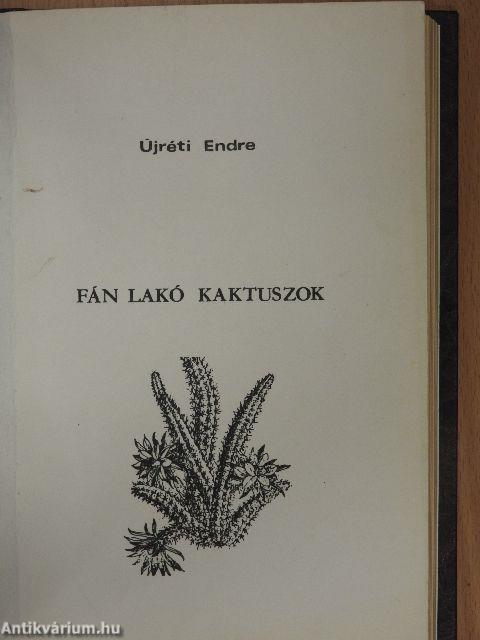 Újréti Endre
FÁN LAKÓ KAKTUSZOK
Antikvárium.hu